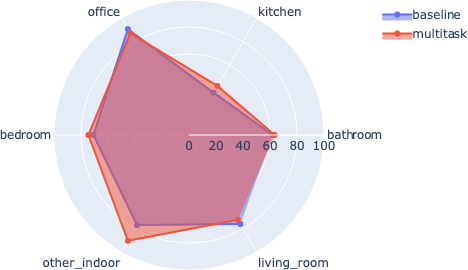 office
kitchen
baseline
multitask
bedroom
bathroom
0 20 40 60 80 100
other_indoor
living_room